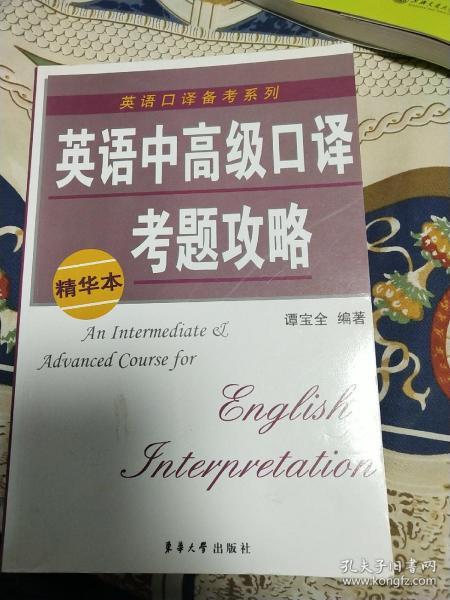 英语口译备考系列
英语中高级口译
考题攻略
精华本
谭宝全 编著
An Intermediate &
Advanced Course for
English
Interpretation
东华大学出版社
孔夫子旧书网
www.kongfz.com